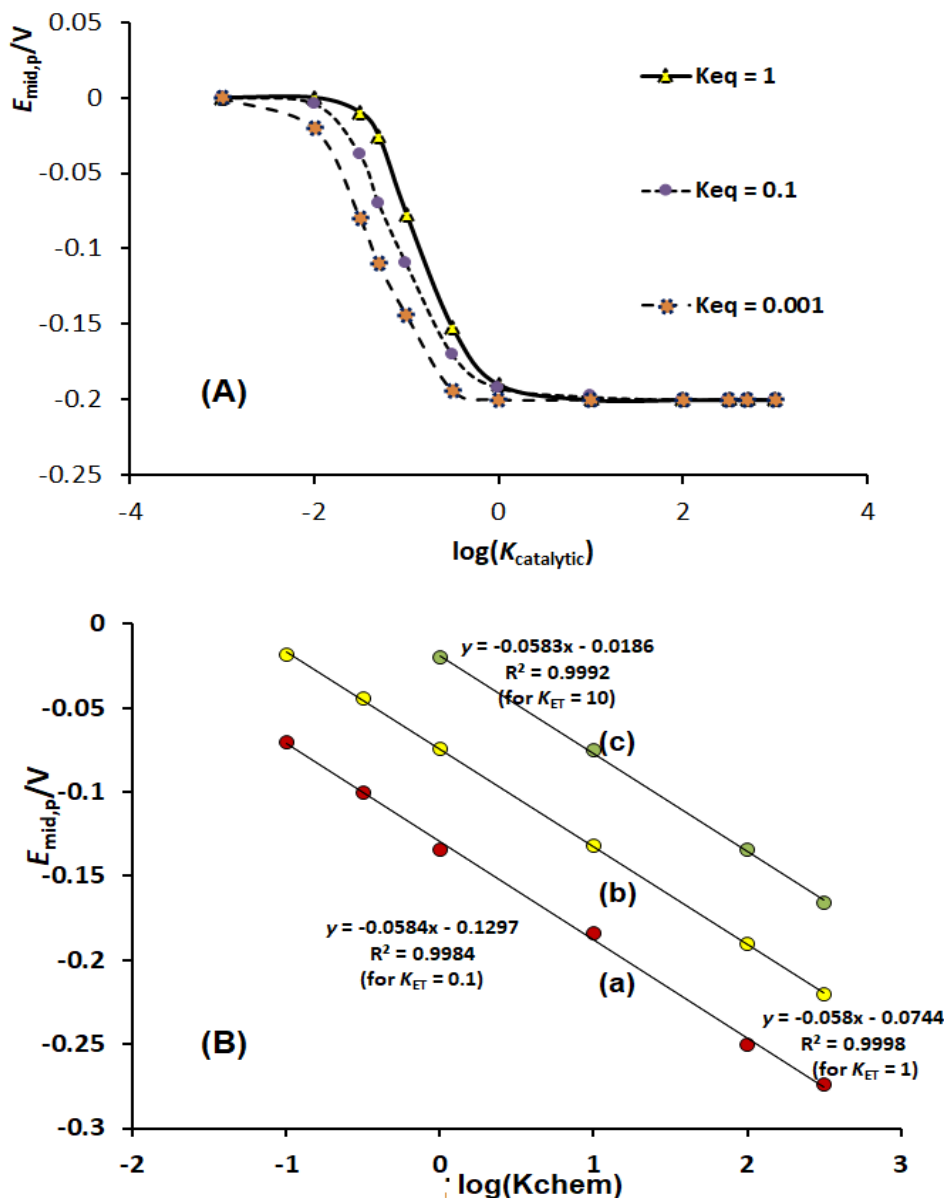 0.05
0
-0.05
-0.1
-0.15
-0.2
-0.25
E mid,p/V
Keq = 1
Keq = 0.1
Keq = 0.001
(A)
-4 -2 0 2 4
log(Kcatalytic)
0
-0.05
-0.1
-0.15
-0.2
-0.25
-0.3
Emid,p/V
y = -0.0583x - 0.0186
R² = 0.9992
(for KET = 10)
(c)
(b)
y = -0.0584x - 0.1297
R² = 0.9984
(for KET = 0.1)
(a)
y = -0.058x - 0.0744
R² = 0.9998
(for KET = 1)
(B)
-2 -1 0 1 2 3
log(Kchem)